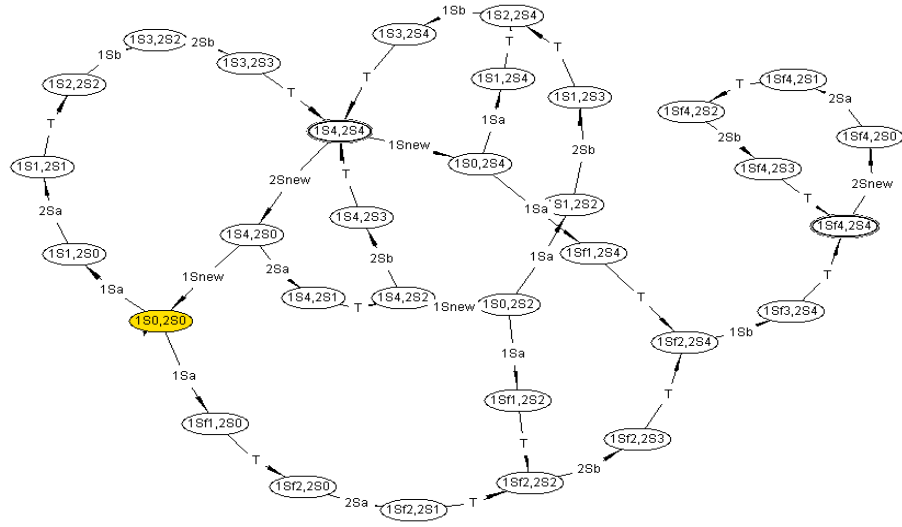 1Sb
1S2,2S4
1S3,2S2
1S3,2S4
1Sb
2Sb
1S3,2S3
T
T
1S2,2S2
T
1S1,2S4
1Sf4,2S1
T
T
1S1,2S3
2Sa
T
1Sf4,2S2
T
1S4,2S4
1Sa
1Sf4,2S0
2Sb
1Snew
2Sb
1S1,2S1
1S0,2S4
1Sf4,2S3
T
2Snew
2Snew
T
1Sa
1S1,2S2
2Sa
1S4,2S3
1Sf4,2S4
1S4,2S0
1S1,2S0
2Sb
1Sa
1Sf1,2S4
1Snew
2Sa
T
1Sa
1S4,2S1
T
1S4,2S2
1Snew
1S0,2S2
T
1Sf3,2S4
1S0,2S0
1Sb
1Sf2,2S4
1Sa
1Sa
T
1Sf1,2S2
1Sf1,2S0
T
1Sf2,2S3
T
2Sb
1Sf2,2S0
2Sa
1Sf2,2S1
T
1Sf2,2S2